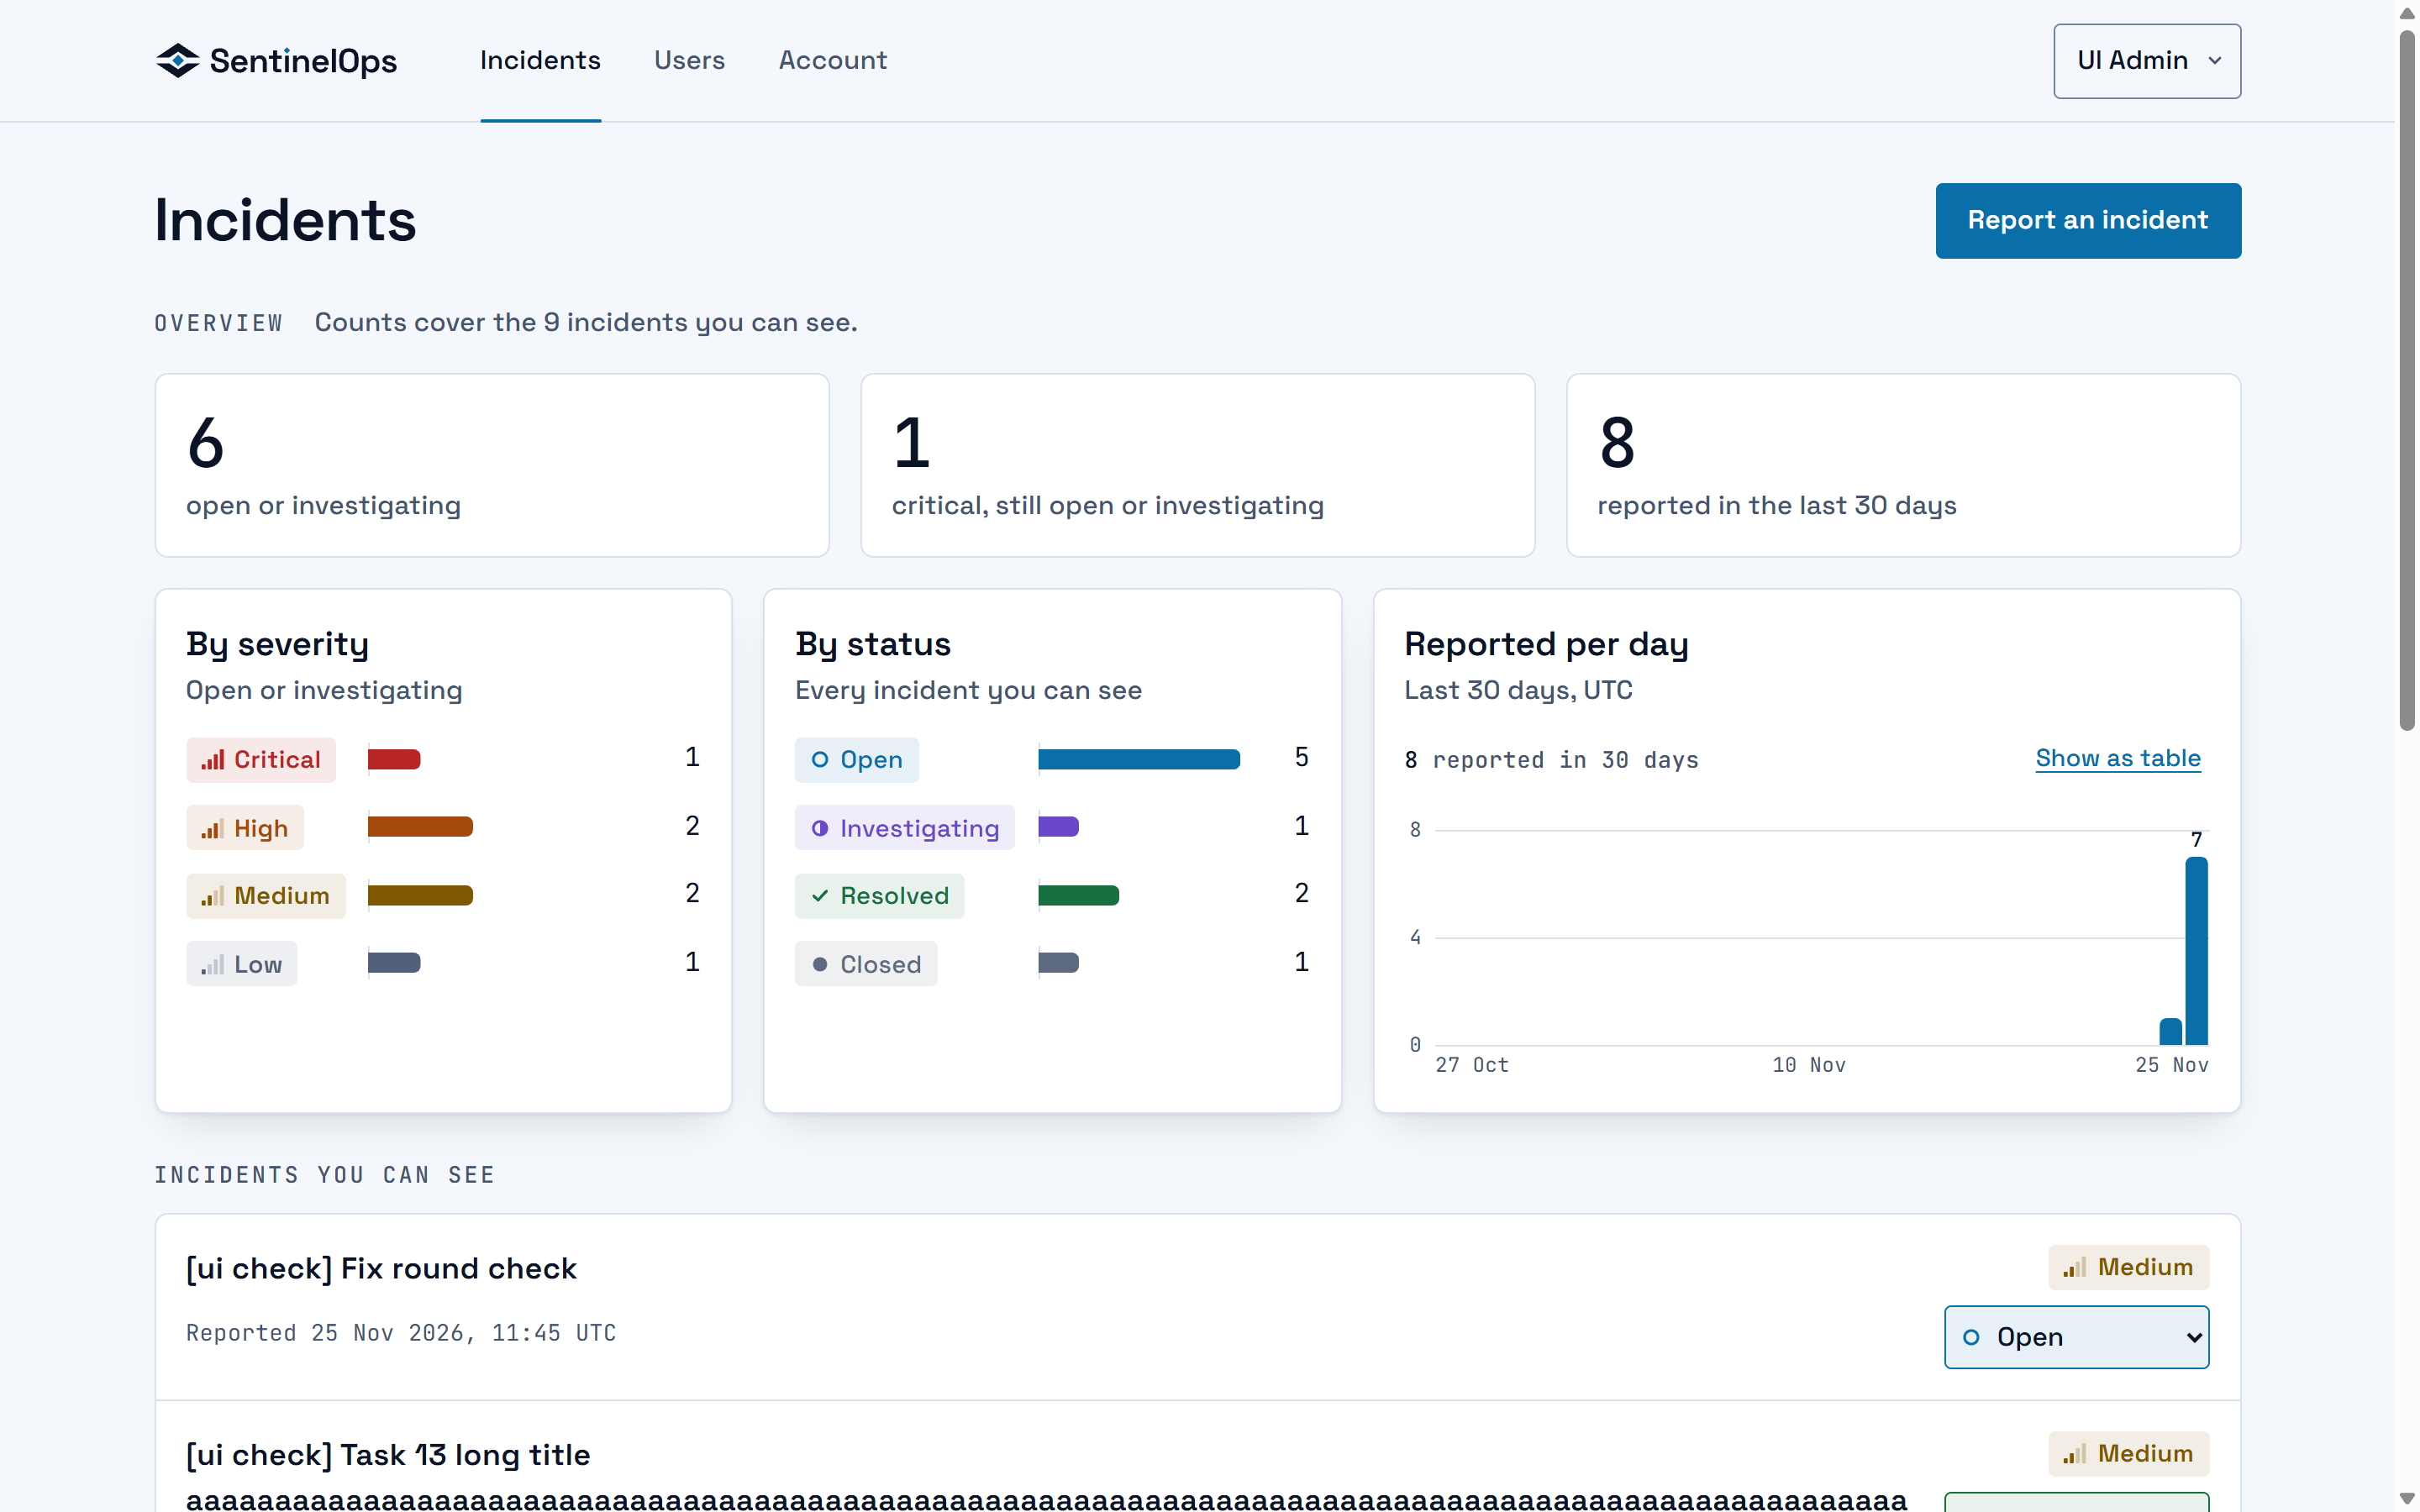 SentinelOps
Incidents
Users
Account
UI Admin
Incidents
Report an incident
OVERVIEW
Counts cover the 9 incidents you can see.
6
open or investigating
1
critical, still open or investigating
8
reported in the last 30 days
By severity
Open or investigating
Critical 1
High 2
Medium 2
Low 1
By status
Every incident you can see
Open 5
Investigating 1
Resolved 2
Closed 1
Reported per day
Last 30 days, UTC
8 reported in 30 days
Show as table
8
7
4
0
27 Oct
10 Nov
25 Nov
INCIDENTS YOU CAN SEE
[ui check] Fix round check
Medium
Reported 25 Nov 2026, 11:45 UTC
Open
[ui check] Task 13 long title
Medium